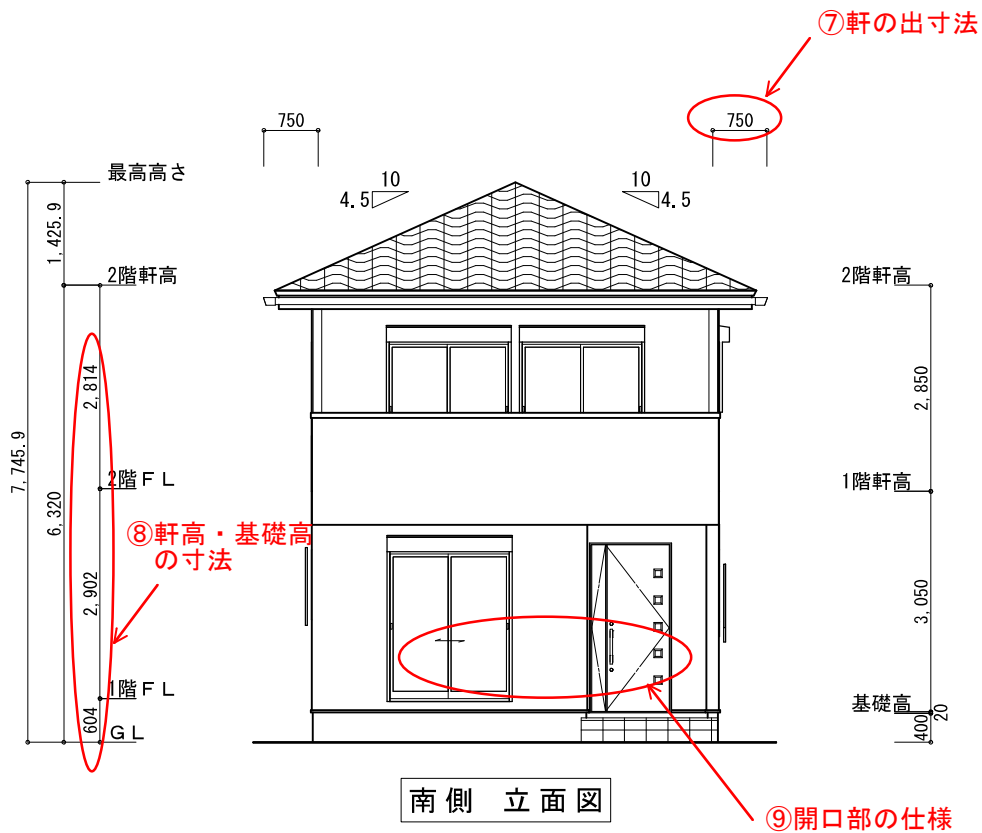 ⑦軒の出寸法
750
750
最高高さ
10
4.5
10
4.5
1,425.9
2階軒高
2階軒高
2,814
2,850
7,745.9
6,320
2階ＦＬ
1階軒高
⑧軒高・基礎高
の寸法
2,902
3,050
1階ＦＬ
基礎高
604
ＧＬ
400
20
南側 立面図
⑨開口部の仕様